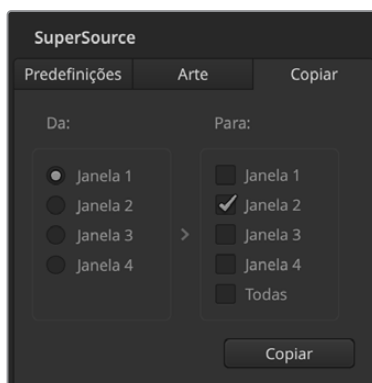 SuperSource
Predefinições Arte Copiar
Da: Para:
Janela 1 Janela 1
Janela 2 Janela 2
Janela 3 Janela 3
Janela 4 Janela 4
Todas
Copiar